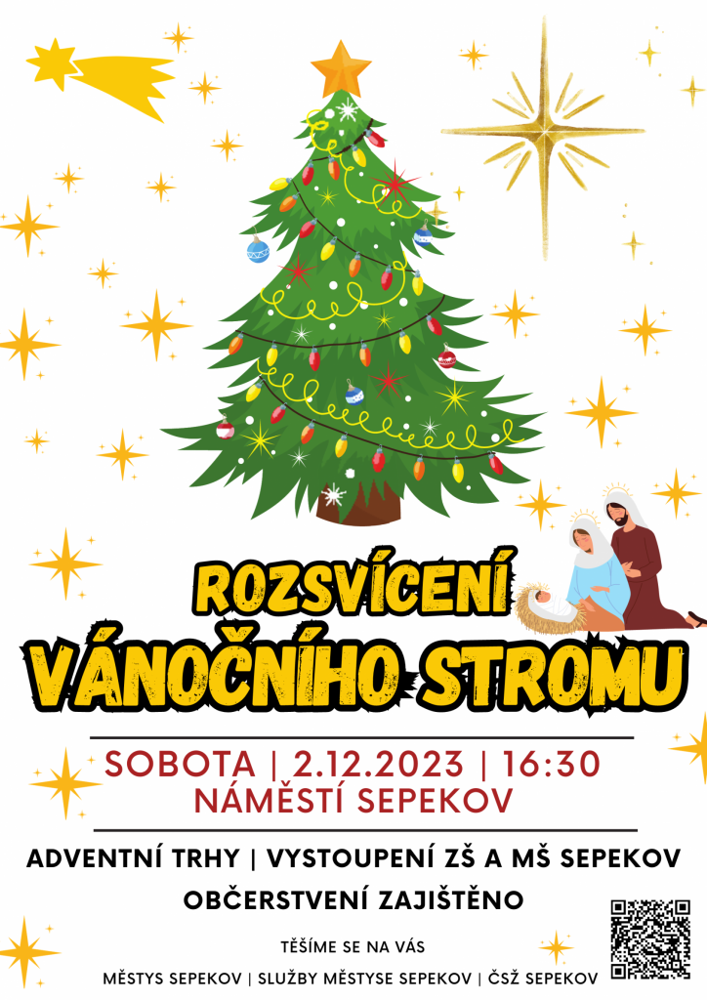 ROZSVÍCENÍ
VÁNOČNÍHO STROMU
SOBOTA | 2.12.2023 | 16:30
NÁMĚSTÍ SEPEKOV
ADVENTNÍ TRHY | VYSTOUPENÍ ZŠ A MŠ SEPEKOV
OBČERSTVENÍ ZAJIŠTĚNO
TĚŠÍME SE NA VÁS
MĚSTYS SEPEKOV | SLUŽBY MĚSTYSE SEPEKOV | ČSŽ SEPEKOV